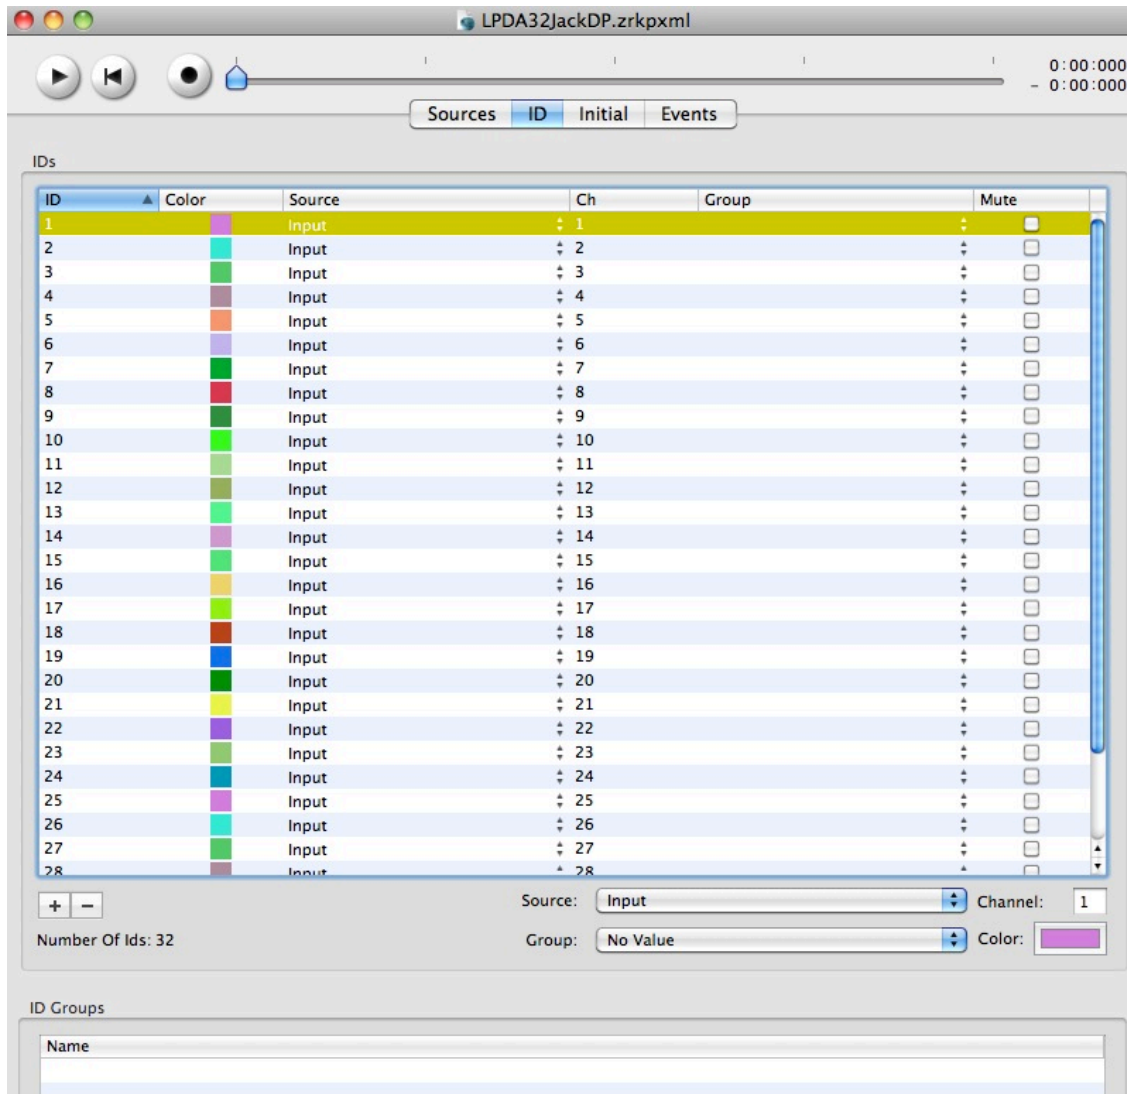 LPDA32JackDP.zrkpxml
0:00:000
- 0:00:000
Sources ID Initial Events
IDs
ID Color Source Ch Group Mute
1 Input 1
2 Input 2
3 Input 3
4 Input 4
5 Input 5
6 Input 6
7 Input 7
8 Input 8
9 Input 9
10 Input 10
11 Input 11
12 Input 12
13 Input 13
14 Input 14
15 Input 15
16 Input 16
17 Input 17
18 Input 18
19 Input 19
20 Input 20
21 Input 21
22 Input 22
23 Input 23
24 Input 24
25 Input 25
26 Input 26
27 Input 27
28 Input 28
+ − Source: Input Channel: 1
Number Of Ids: 32 Group: No Value Color:
ID Groups
Name